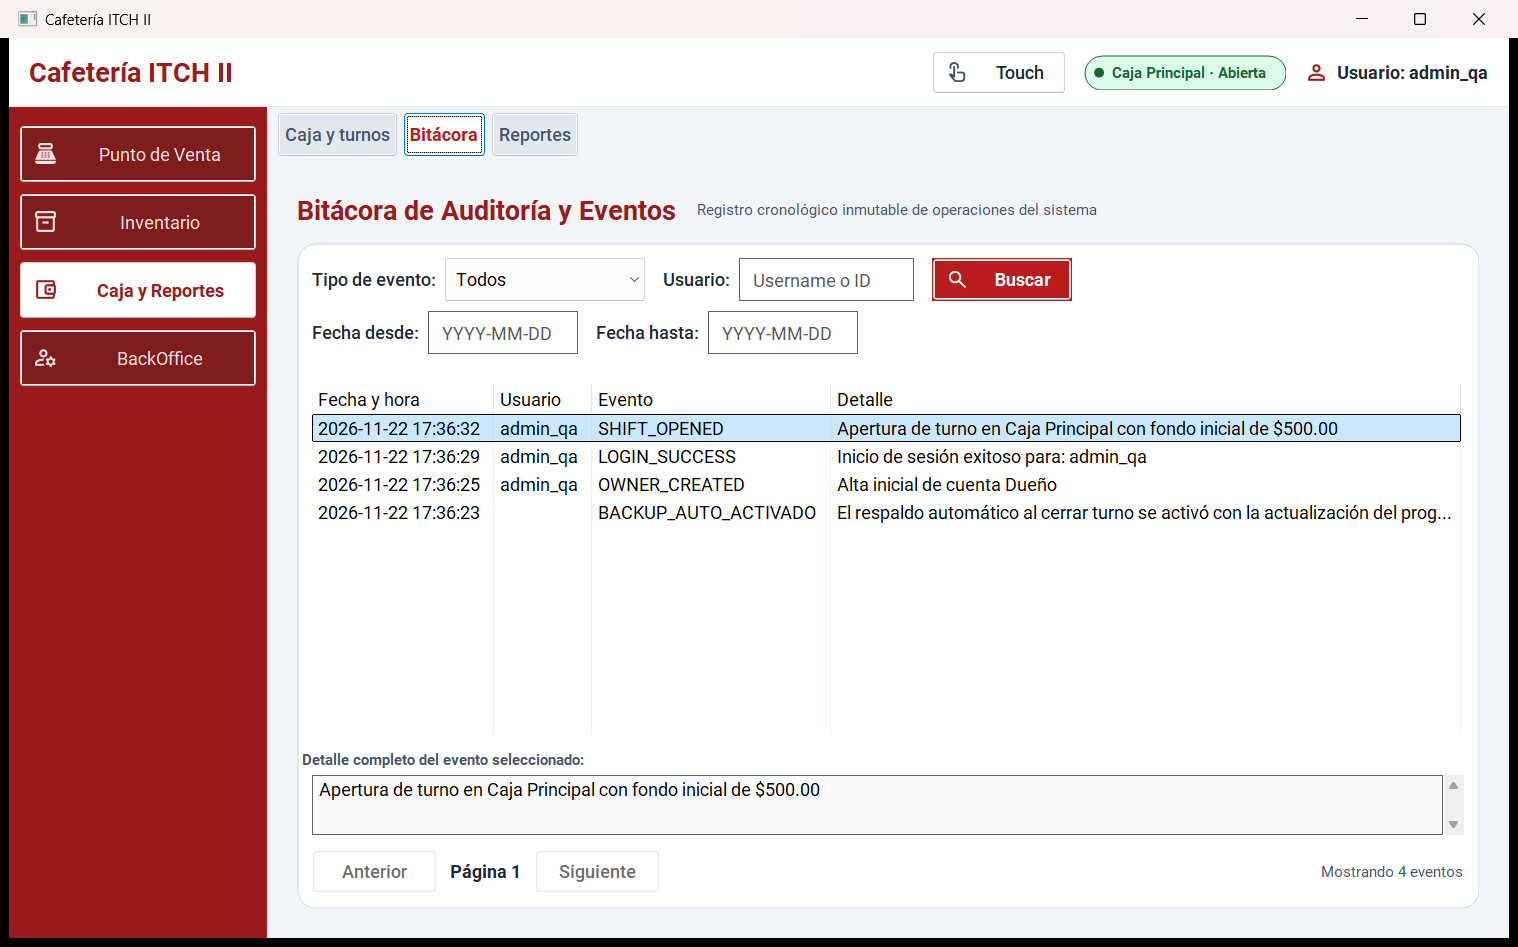 Cafetería ITCH II
Cafetería ITCH II
Touch
Caja Principal · Abierta
Usuario: admin_qa
Punto de Venta
Inventario
Caja y Reportes
BackOffice
Caja y turnos
Bitácora
Reportes
Bitácora de Auditoría y Eventos
Registro cronológico inmutable de operaciones del sistema
Tipo de evento: Todos Usuario: Username o ID Buscar
Fecha desde: YYYY-MM-DD Fecha hasta: YYYY-MM-DD
Fecha y hora Usuario Evento Detalle
2026-11-22 17:36:32 admin_qa SHIFT_OPENED Apertura de turno en Caja Principal con fondo inicial de $500.00
2026-11-22 17:36:29 admin_qa LOGIN_SUCCESS Inicio de sesión exitoso para: admin_qa
2026-11-22 17:36:25 admin_qa OWNER_CREATED Alta inicial de cuenta Dueño
2026-11-22 17:36:23 BACKUP_AUTO_ACTIVADO El respaldo automático al cerrar turno se activó con la actualización del prog...
Detalle completo del evento seleccionado:
Apertura de turno en Caja Principal con fondo inicial de $500.00
Anterior Página 1 Siguiente Mostrando 4 eventos